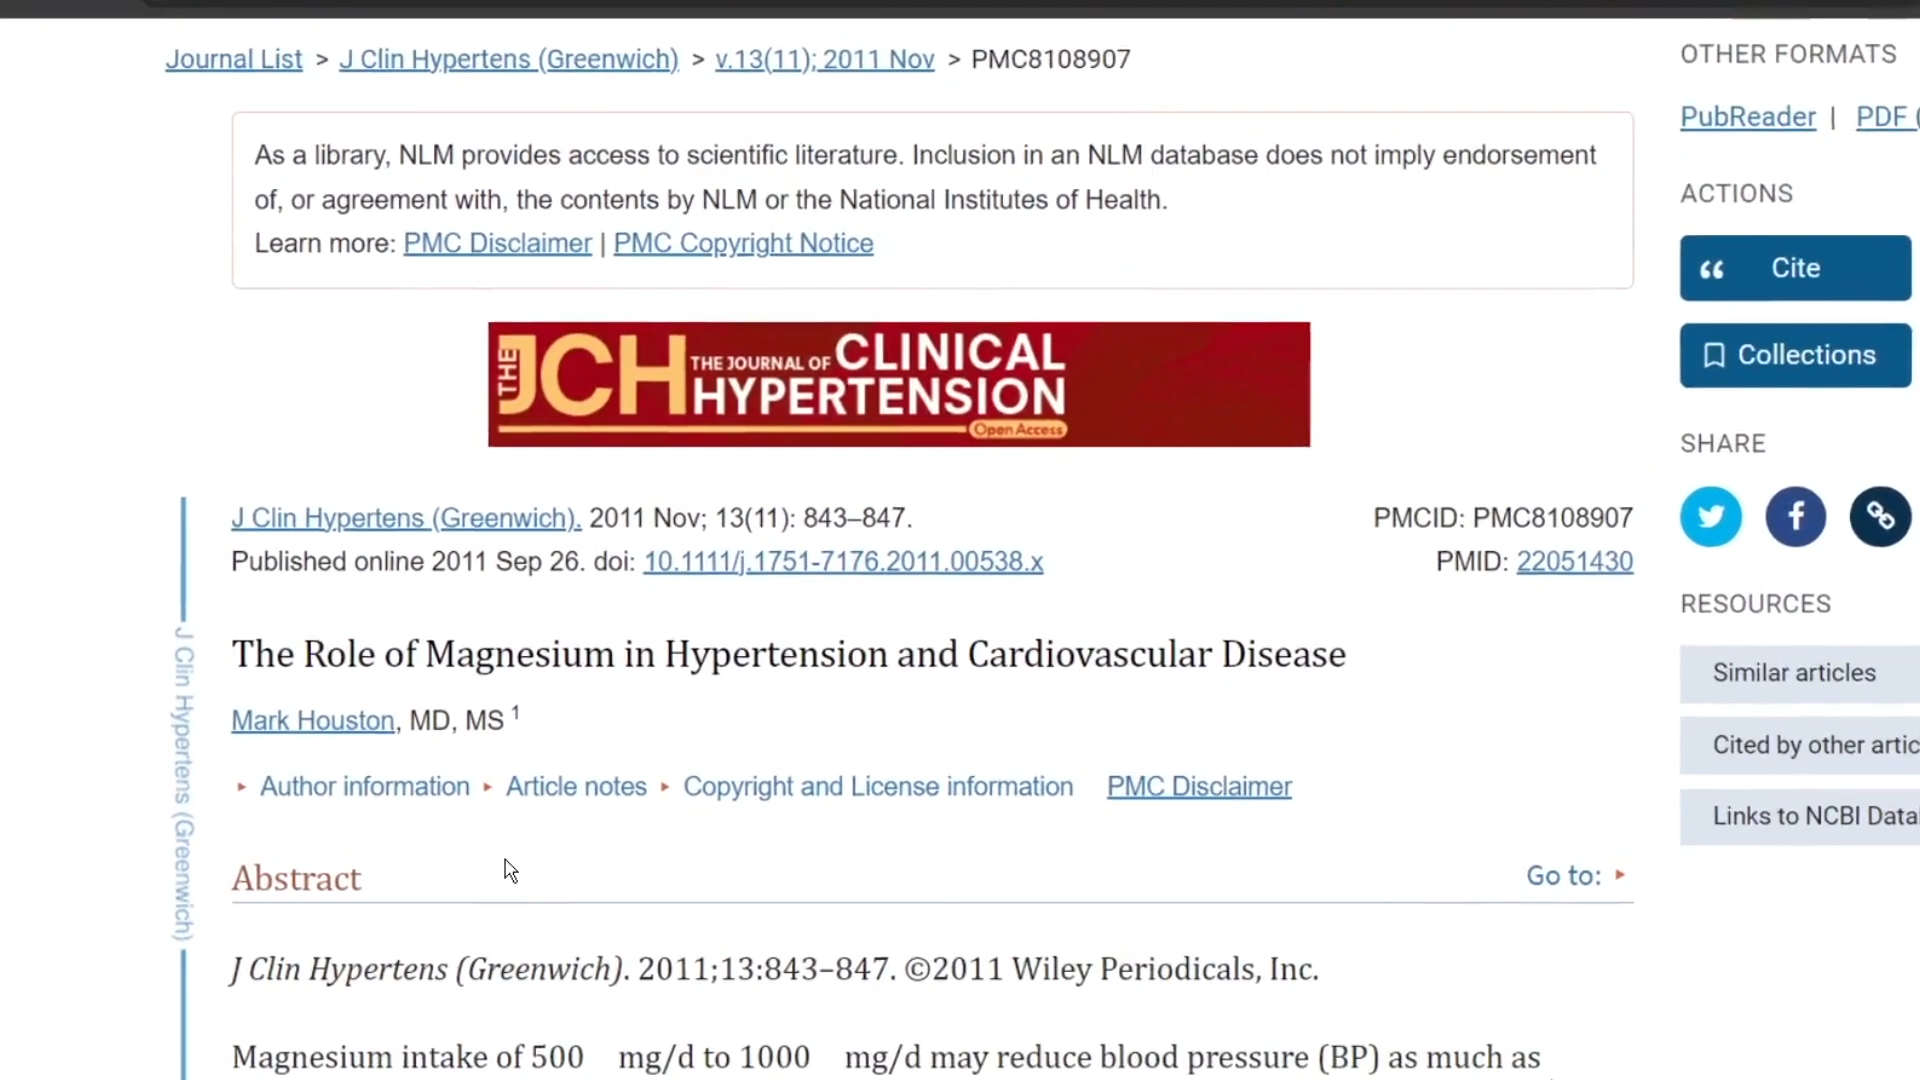 Journal List > J Clin Hypertens (Greenwich) > v.13(11); 2011 Nov > PMC8108907
As a library, NLM provides access to scientific literature. Inclusion in an NLM database does not imply endorsement
of, or agreement with, the contents by NLM or the National Institutes of Health.
Learn more: PMC Disclaimer | PMC Copyright Notice
THE JCH THE JOURNAL OF CLINICAL
HYPERTENSION
Open Access
J Clin Hypertens (Greenwich). 2011 Nov; 13(11): 843–847.
PMCID: PMC8108907
Published online 2011 Sep 26. doi: 10.1111/j.1751-7176.2011.00538.x
PMID: 22051430
The Role of Magnesium in Hypertension and Cardiovascular Disease
Mark Houston, MD, MS 1
Author information
Article notes
Copyright and License information
PMC Disclaimer
Abstract
Go to:
J Clin Hypertens (Greenwich). 2011;13:843–847. ©2011 Wiley Periodicals, Inc.
Magnesium intake of 500 mg/d to 1000 mg/d may reduce blood pressure (BP) as much as
J Clin Hypertens (Greenwich)
OTHER FORMATS
PubReader | PDF (
ACTIONS
Cite
Collections
SHARE
RESOURCES
Similar articles
Cited by other artic
Links to NCBI Data